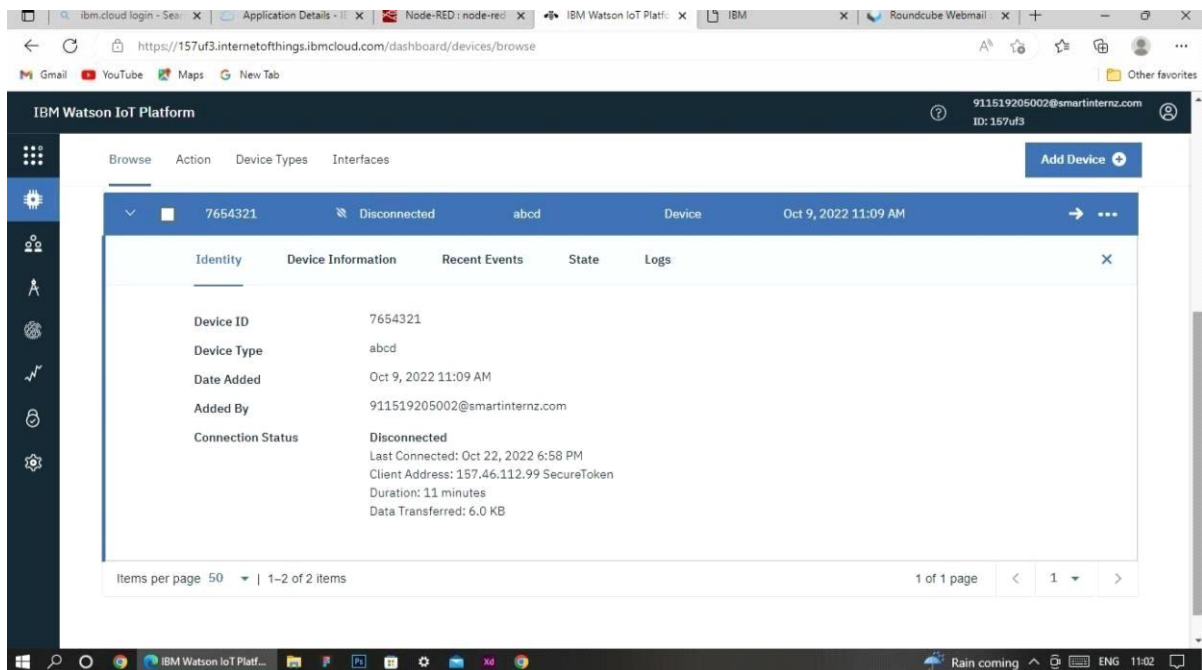 ibm.cloud login - Sear
Application Details - I
Node-RED : node-red
IBM Watson IoT Platfo
IBM
Roundcube Webmail
https://157uf3.internetofthings.ibmcloud.com/dashboard/devices/browse
Gmail YouTube Maps New Tab Other favorites
IBM Watson IoT Platform
911519205002@smartinternz.com
ID: 157uf3
Browse Action Device Types Interfaces Add Device
7654321 Disconnected abcd Device Oct 9, 2022 11:09 AM
Identity Device Information Recent Events State Logs
Device ID 7654321
Device Type abcd
Date Added Oct 9, 2022 11:09 AM
Added By 911519205002@smartinternz.com
Connection Status Disconnected
Last Connected: Oct 22, 2022 6:58 PM
Client Address: 157.46.112.99 SecureToken
Duration: 11 minutes
Data Transferred: 6.0 KB
Items per page 50 | 1–2 of 2 items 1 of 1 page 1
IBM Watson IoT Platf... Ps Xd Rain coming ENG 11:02